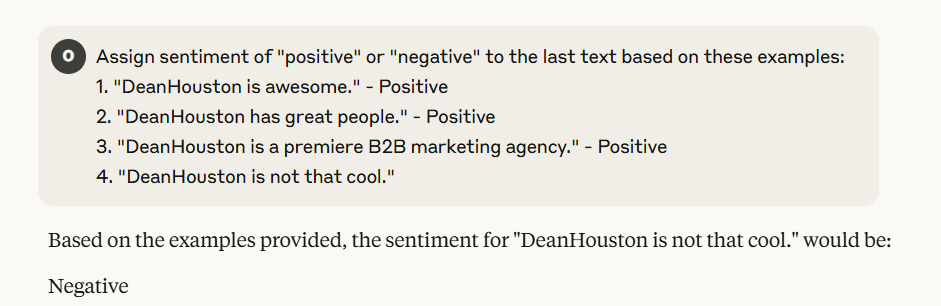 O
Assign sentiment of "positive" or "negative" to the last text based on these examples:
1. "DeanHouston is awesome." - Positive
2. "DeanHouston has great people." - Positive
3. "DeanHouston is a premiere B2B marketing agency." - Positive
4. "DeanHouston is not that cool."
Based on the examples provided, the sentiment for "DeanHouston is not that cool." would be:
Negative